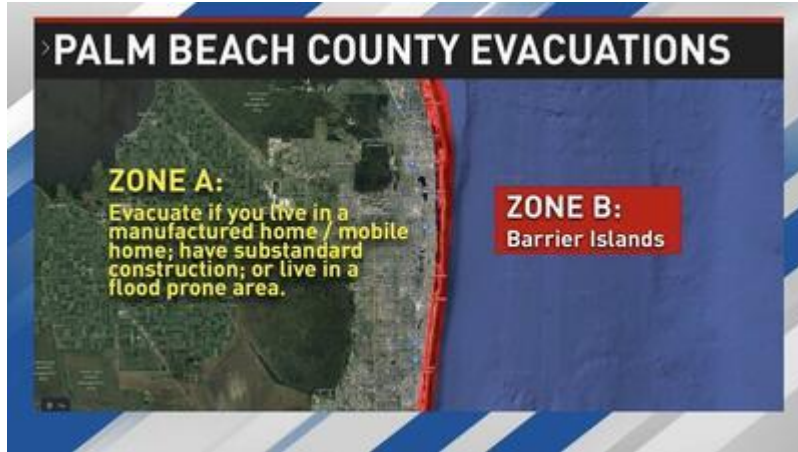 >PALM BEACH COUNTY EVACUATIONS
ZONE A:
Evacuate if you live in a
manufactured home / mobile
home; have substandard
construction; or live in a
flood prone area.
ZONE B:
Barrier Islands